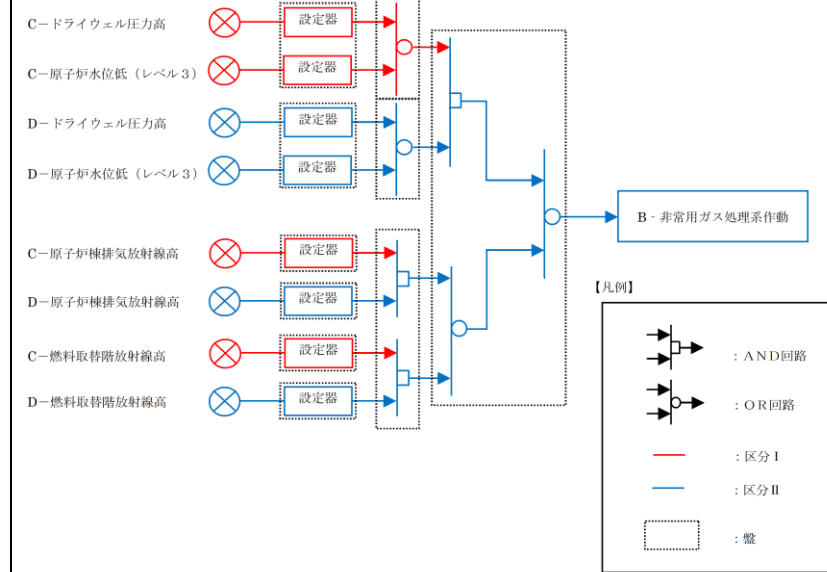 C-ドライウェル圧力高
設定器
C-原子炉水位低(レベル3)
設定器
D-ドライウェル圧力高
設定器
D-原子炉水位低(レベル3)
設定器
B-非常用ガス処理系作動
C-原子炉棟排気放射線高
設定器
D-原子炉棟排気放射線高
設定器
C-燃料取替階放射線高
設定器
D-燃料取替階放射線高
設定器
【凡例】
:AND回路
:OR回路
:区分Ⅰ
:区分Ⅱ
:盤